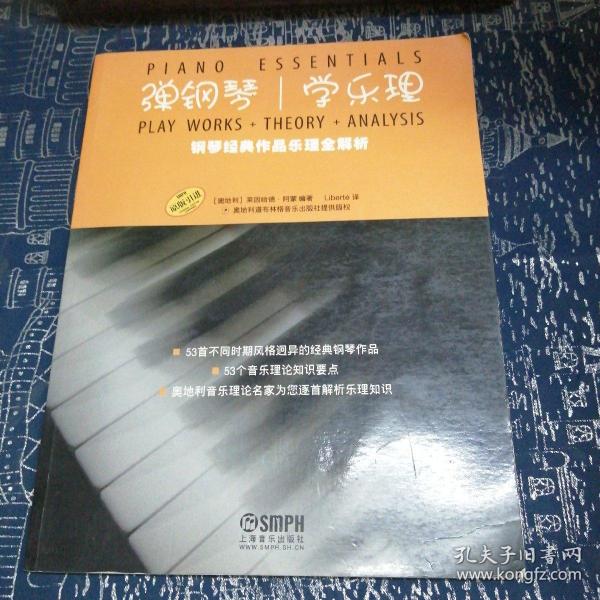 PIANO ESSENTIALS
弹钢琴｜学乐理
PLAY WORKS + THEORY + ANALYSIS
钢琴经典作品乐理全解析
SMPH
原版引进
[奥地利] 莱因哈德·阿蒙 编著 Liberte 译
奥地利道布林格音乐出版社提供版权
53首不同时期风格迥异的经典钢琴作品
53个音乐理论知识要点
奥地利音乐理论名家为您逐首解析乐理知识
SMPH
上海音乐出版社
WWW.SMPH.SH.CN
孔夫子旧书网
www.kongfz.com